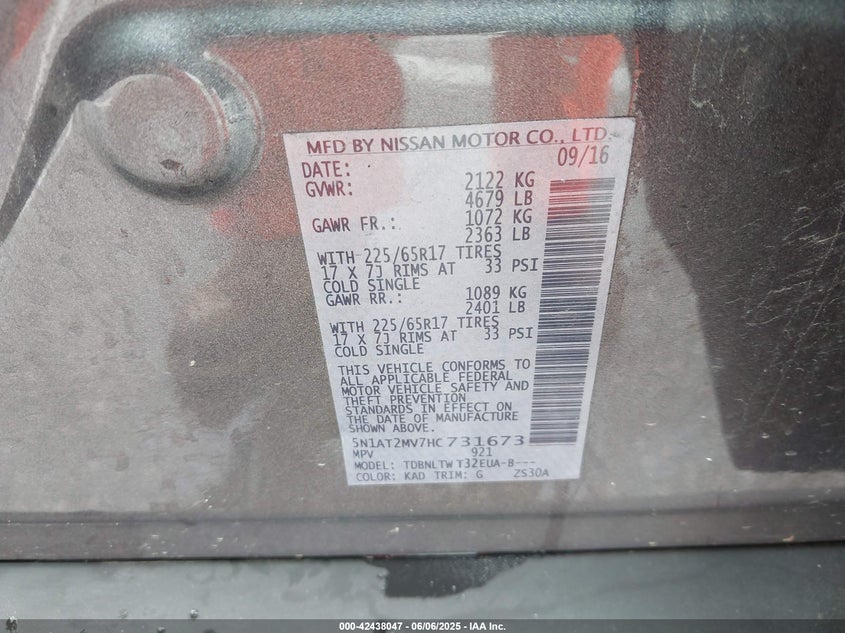 MFD BY NISSAN MOTOR CO., LTD.
DATE: 09/16
GVWR: 2122 KG
4679 LB
GAWR FR.: 1072 KG
2363 LB
WITH 225/65R17 TIRES
17 X 7J RIMS AT 33 PSI
COLD SINGLE
GAWR RR.: 1089 KG
2401 LB
WITH 225/65R17 TIRES
17 X 7J RIMS AT 33 PSI
COLD SINGLE
THIS VEHICLE CONFORMS TO
ALL APPLICABLE FEDERAL
MOTOR VEHICLE SAFETY AND
THEFT PREVENTION
STANDARDS IN EFFECT ON
THE DATE OF MANUFACTURE
SHOWN ABOVE.
5N1AT2MV7HC731673
MPV 921
MODEL: TDBNLTW T32EUA-B---
COLOR: KAD TRIM: G ZS30A
000-42438047 - 06/06/2025 - IAA Inc.